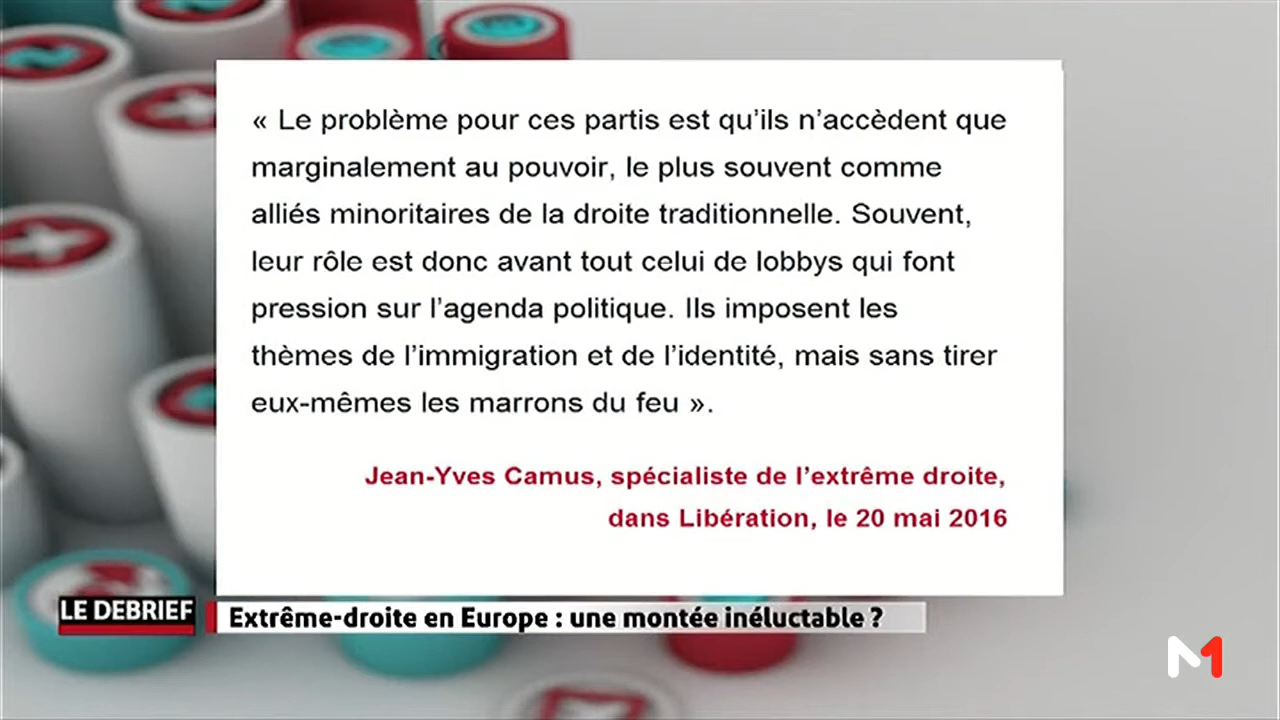 « Le problème pour ces partis est qu’ils n’accèdent que
marginalement au pouvoir, le plus souvent comme
alliés minoritaires de la droite traditionnelle. Souvent,
leur rôle est donc avant tout celui de lobbys qui font
pression sur l’agenda politique. Ils imposent les
thèmes de l’immigration et de l’identité, mais sans tirer
eux-mêmes les marrons du feu ».
Jean-Yves Camus, spécialiste de l’extrême droite,
dans Libération, le 20 mai 2016
LE DEBRIEF
Extrême-droite en Europe : une montée inéluctable ?
M1